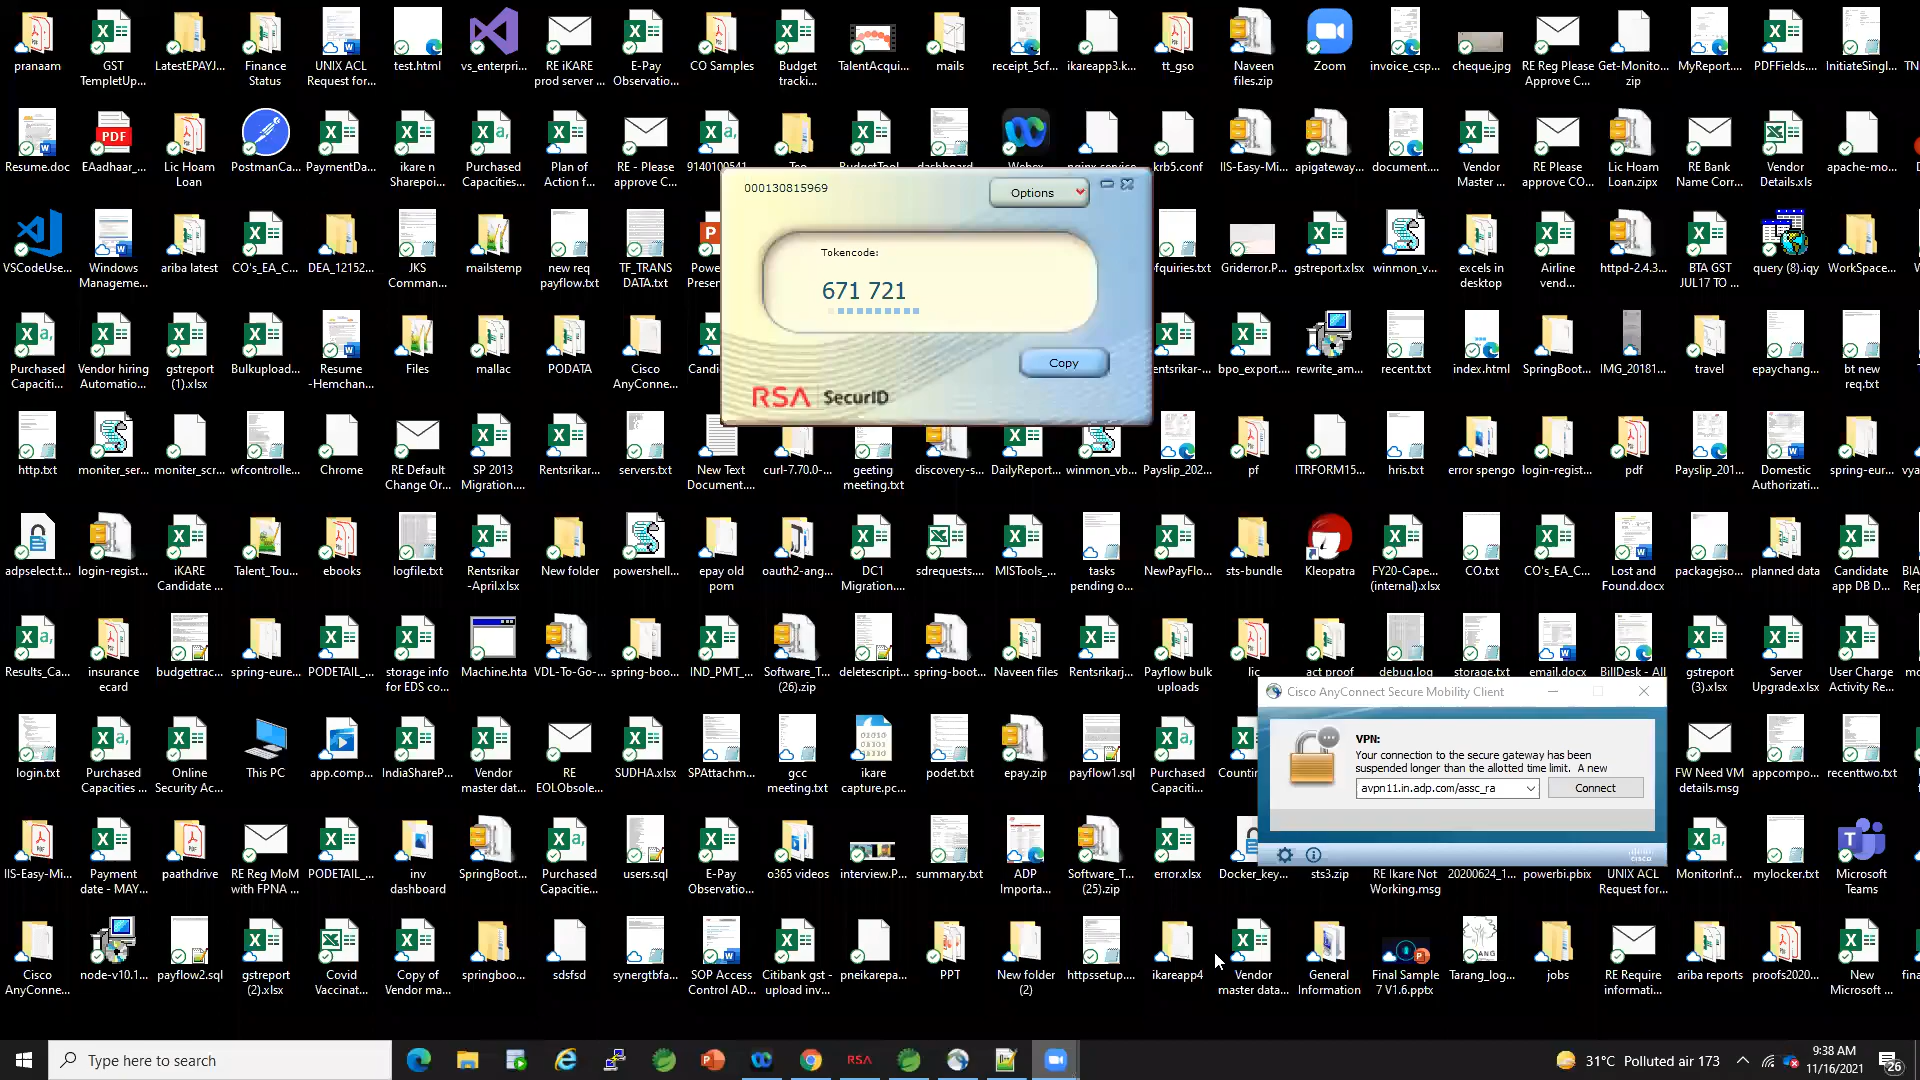 pranaam
GST
TempletUp...
LatestEPAYJ...
Finance
Status
UNIX ACL
Request for...
test.html
vs_enterpri...
RE iKARE
prod server ...
E-Pay
Observatio...
CO Samples
Budget
tracki...
TalentAcqui...
mails
receipt_5cf...
ikareapp3.k...
tt_gso
Naveen
files.zip
Zoom
invoice_csp...
cheque.jpg
RE Reg Please
Approve C...
Get-Monito...
zip
MyReport....
PDFFields....
InitiateSingl...
Resume.doc
EAadhaar_...
Lic Hoam
Loan
PostmanCa...
PaymentDa...
ikare n
Sharepoi...
Purchased
Capacities...
Plan of
Action f...
RE - Please
approve C...
9140100541...
krb5.conf
IIS-Easy-Mi...
apigateway...
document....
Vendor
Master ...
RE Please
approve CO...
Lic Hoam
Loan.zipx
RE Bank
Name Corr...
Vendor
Details.xls
apache-mo...
000130815969
Options
Tokencode:
671 721
Copy
RSA SecurID
VSCodeUse...
Windows
Manageme...
ariba latest
CO's_EA_C...
DEA_12152...
JKS
Comman...
mailstemp
new req
payflow.txt
TF_TRANS
DATA.txt
Griderror.P...
gstreport.xlsx
winmon_v...
excels in
desktop
Airline
vend...
httpd-2.4.3...
BTA GST
JUL17 TO ...
query (8).iqy
WorkSpace...
Purchased
Capaciti...
Vendor hiring
Automatio...
gstreport
(1).xlsx
Bulkupload...
Resume
-Hemchan...
Files
mallac
PODATA
Cisco
AnyConne...
bpo_export....
rewrite_am...
recent.txt
index.html
SpringBoot...
IMG_20181...
travel
epaychang...
bt new
req.txt
http.txt
moniter_ser...
moniter_scr...
wfcontrolle...
Chrome
RE Default
Change Or...
SP 2013
Migration....
Rentsrikar...
servers.txt
New Text
Document....
curl-7.70.0-...
geeting
meeting.txt
discovery-s...
DailyReport...
winmon_vb...
Payslip_202...
pf
ITRFORM15...
hris.txt
error spengo
login-regist...
pdf
Payslip_201...
Domestic
Authorizati...
spring-eur...
adpselect.t...
login-regist...
iKARE
Candidate ...
Talent_Tou...
ebooks
logfile.txt
Rentsrikar
-April.xlsx
New folder
powershell...
epay old
pom
oauth2-ang...
DC1
Migration....
sdrequests....
MISTools_...
tasks
pending o...
NewPayFlo...
sts-bundle
Kleopatra
FY20-Cape...
(internal).xlsx
CO.txt
CO's_EA_C...
Lost and
Found.docx
packagejso...
planned data
Candidate
app DB D...
Results_Ca...
insurance
ecard
budgettrac...
spring-eure...
PODETAIL_...
storage info
for EDS co...
Machine.hta
VDL-To-Go-...
spring-boo...
IND_PMT_...
Software_T...
(26).zip
deletescript...
spring-boot...
Naveen files
Rentsrikarj...
Payflow bulk
uploads
lic
act proof
debug.log
storage.txt
email.docx
BillDesk - All
gstreport
(3).xlsx
Server
Upgrade.xlsx
User Charge
Activity Re...
Cisco AnyConnect Secure Mobility Client
VPN:
Your connection to the secure gateway has been
suspended longer than the allotted time limit. A new
avpn11.in.adp.com/assc_ra
Connect
login.txt
Purchased
Capacities ...
Online
Security Ac...
This PC
app.comp...
IndiaShareP...
Vendor
master dat...
RE
EOLObsole...
SUDHA.xlsx
SPAttachm...
gcc
meeting.txt
ikare
capture.pc...
podet.txt
epay.zip
payflow1.sql
Purchased
Capaciti...
FW Need VM
details.msg
appcompo...
recenttwo.txt
IIS-Easy-Mi...
Payment
date - MAY...
paathdrive
RE Reg MoM
with FPNA ...
PODETAIL_...
inv
dashboard
SpringBoot...
Purchased
Capacitie...
users.sql
E-Pay
Observatio...
o365 videos
interview.P...
summary.txt
ADP
Importa...
Software_T...
(25).zip
error.xlsx
Docker_key...
sts3.zip
RE Ikare Not
Working.msg
20200624_1...
powerbi.pbix
UNIX ACL
Request for...
MonitorInf...
mylocker.txt
Microsoft
Teams
Cisco
AnyConne...
node-v10.1...
payflow2.sql
gstreport
(2).xlsx
Covid
Vaccinat...
Copy of
Vendor ma...
springboo...
sdsfsd
synergtbfa...
SOP Access
Control AD...
Citibank gst -
upload inv...
pneikarepa...
PPT
New folder
(2)
httpssetup....
ikareapp4
Vendor
master data...
General
Information
Final Sample
7 V1.6.pptx
Tarang_log...
jobs
RE Require
informati...
ariba reports
proofs2020...
New
Microsoft ...
Type here to search
31°C Polluted air 173
9:38 AM
11/16/2021
26